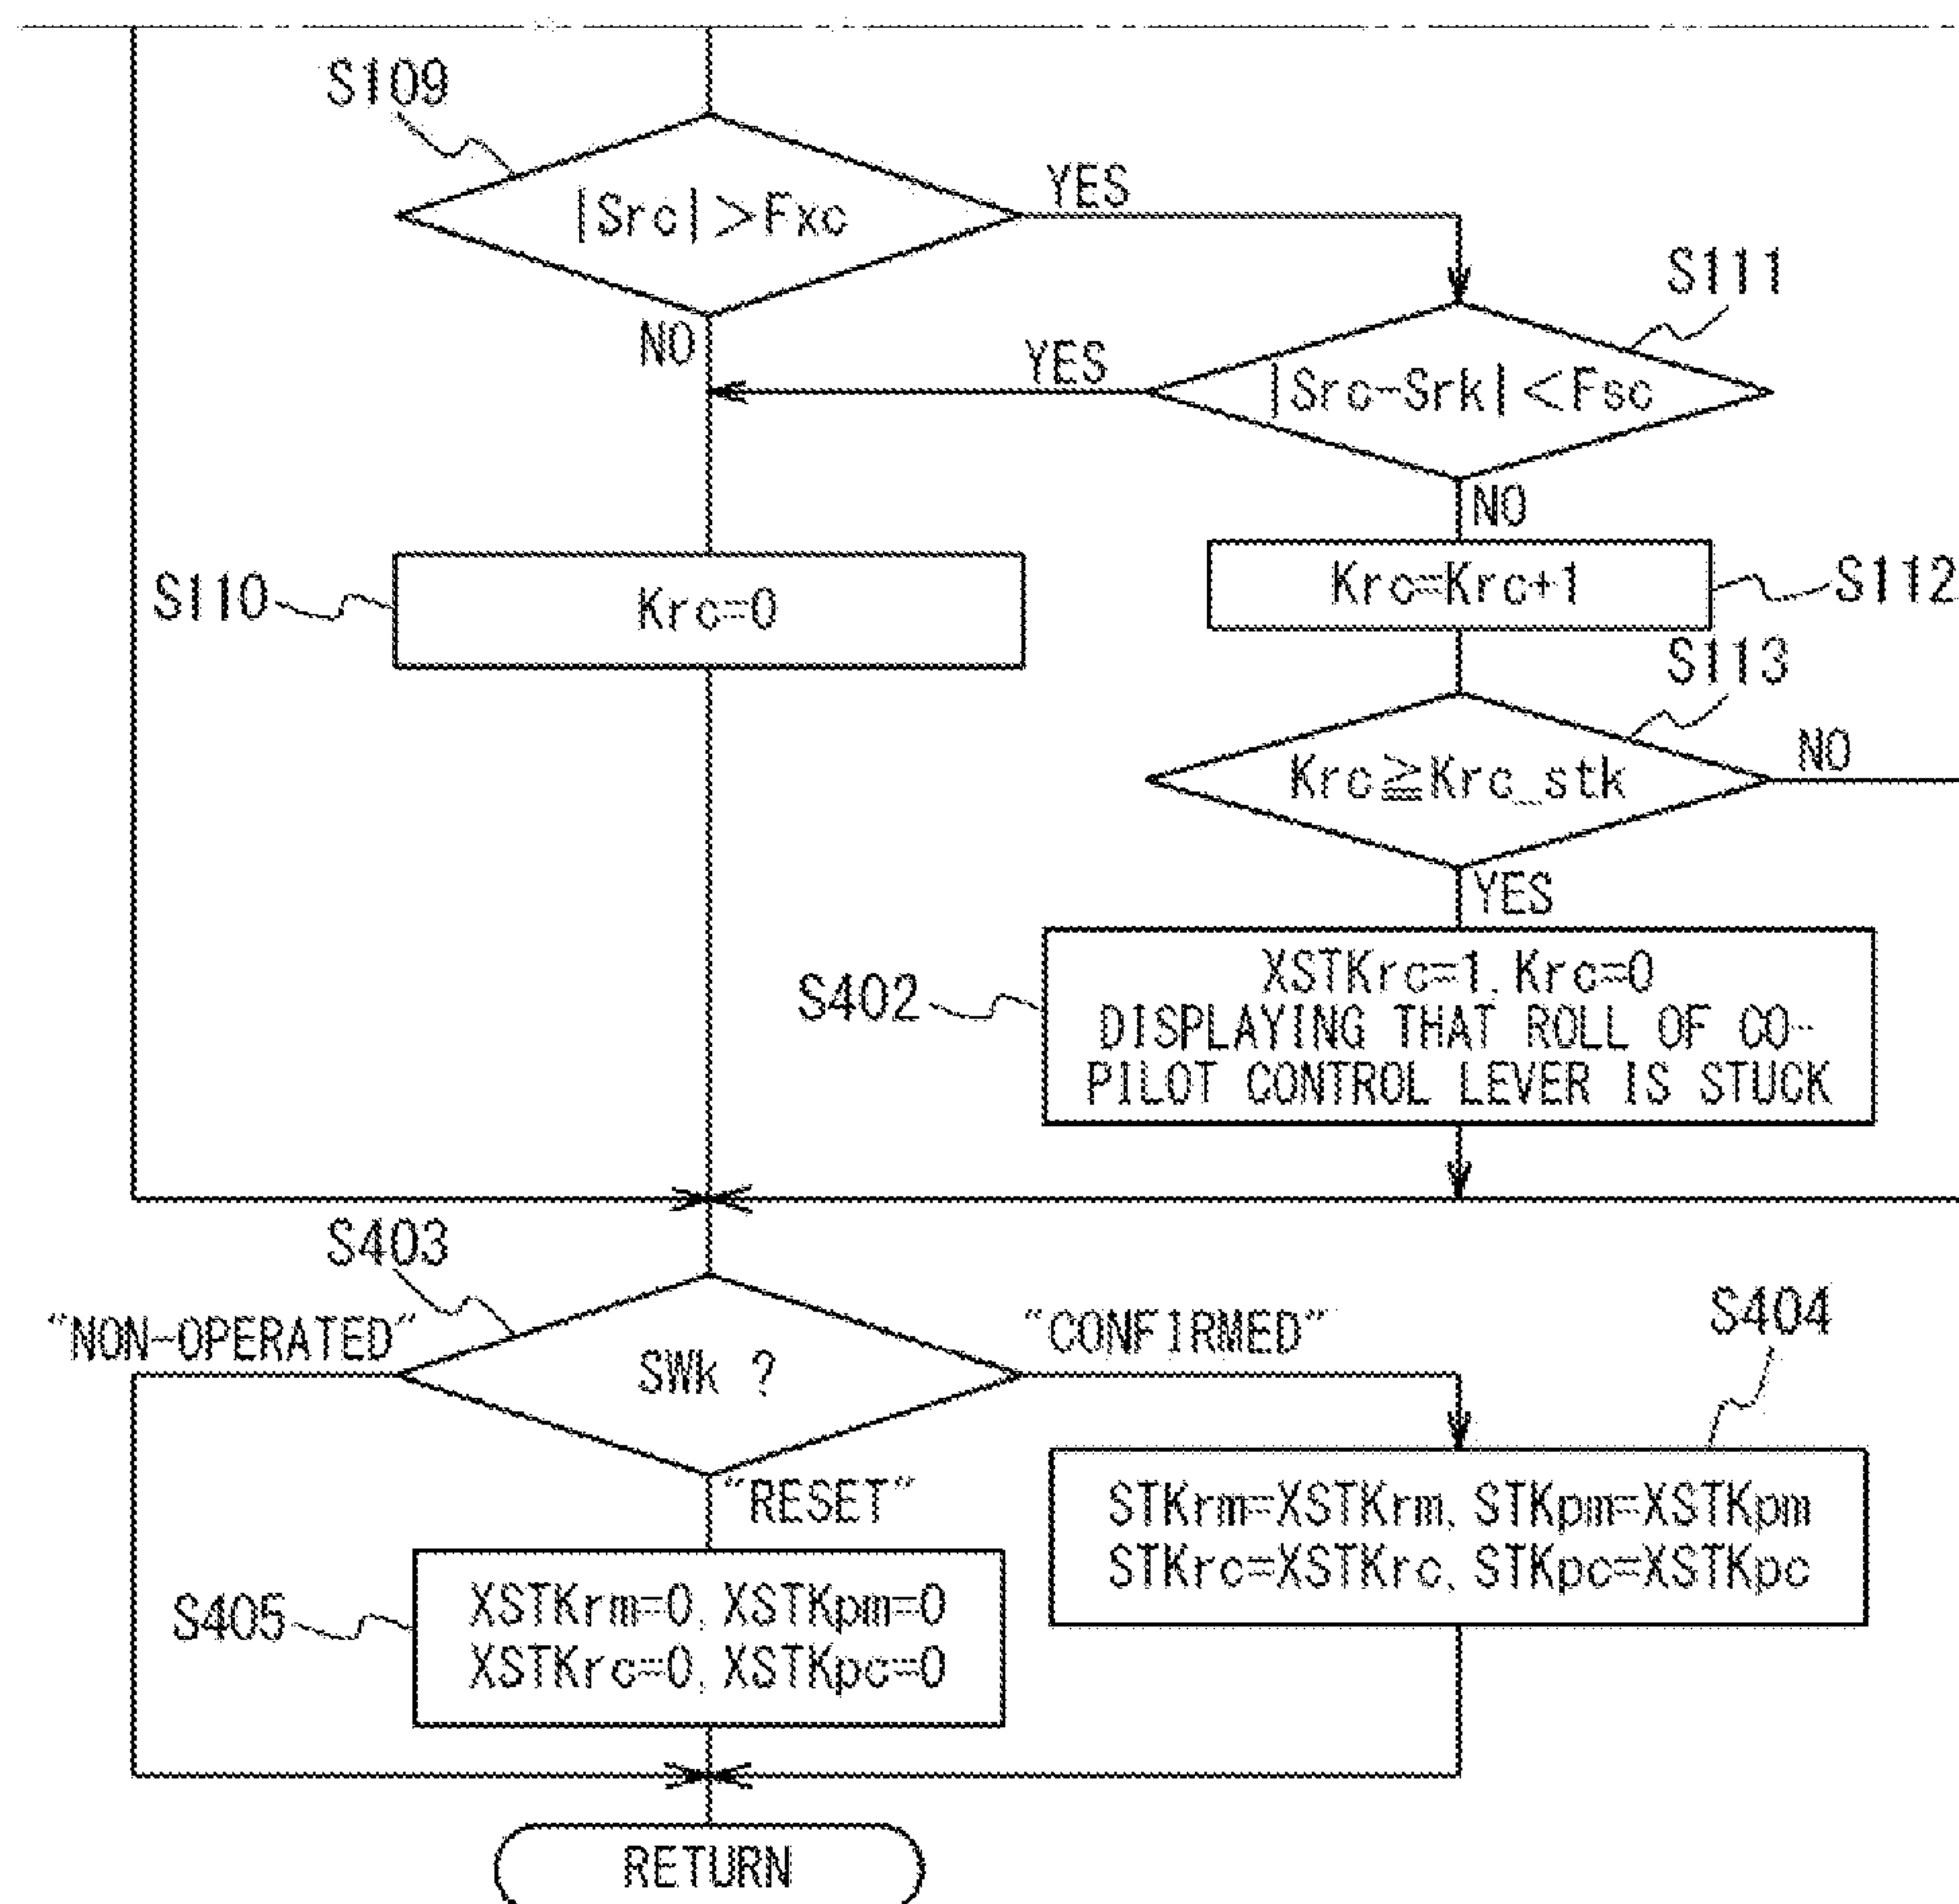 S109
|Src|>Fxc
YES
S111
NO
YES
|Src-Srk|<Fsc
NO
S110
Krc=0
Krc=Krc+1
S112
S113
Krc≧Krc_stk
NO
YES
S402
XSTKrc=1, Krc=0
DISPLAYING THAT ROLL OF CO-
PILOT CONTROL LEVER IS STUCK
S403
"NON-OPERATED"
SWk ?
"CONFIRMED"
S404
"RESET"
STKrm=XSTKrm, STKpm=XSTKpm
STKrc=XSTKrc, STKpc=XSTKpc
S405
XSTKrm=0, XSTKpm=0
XSTKrc=0, XSTKpc=0
RETURN